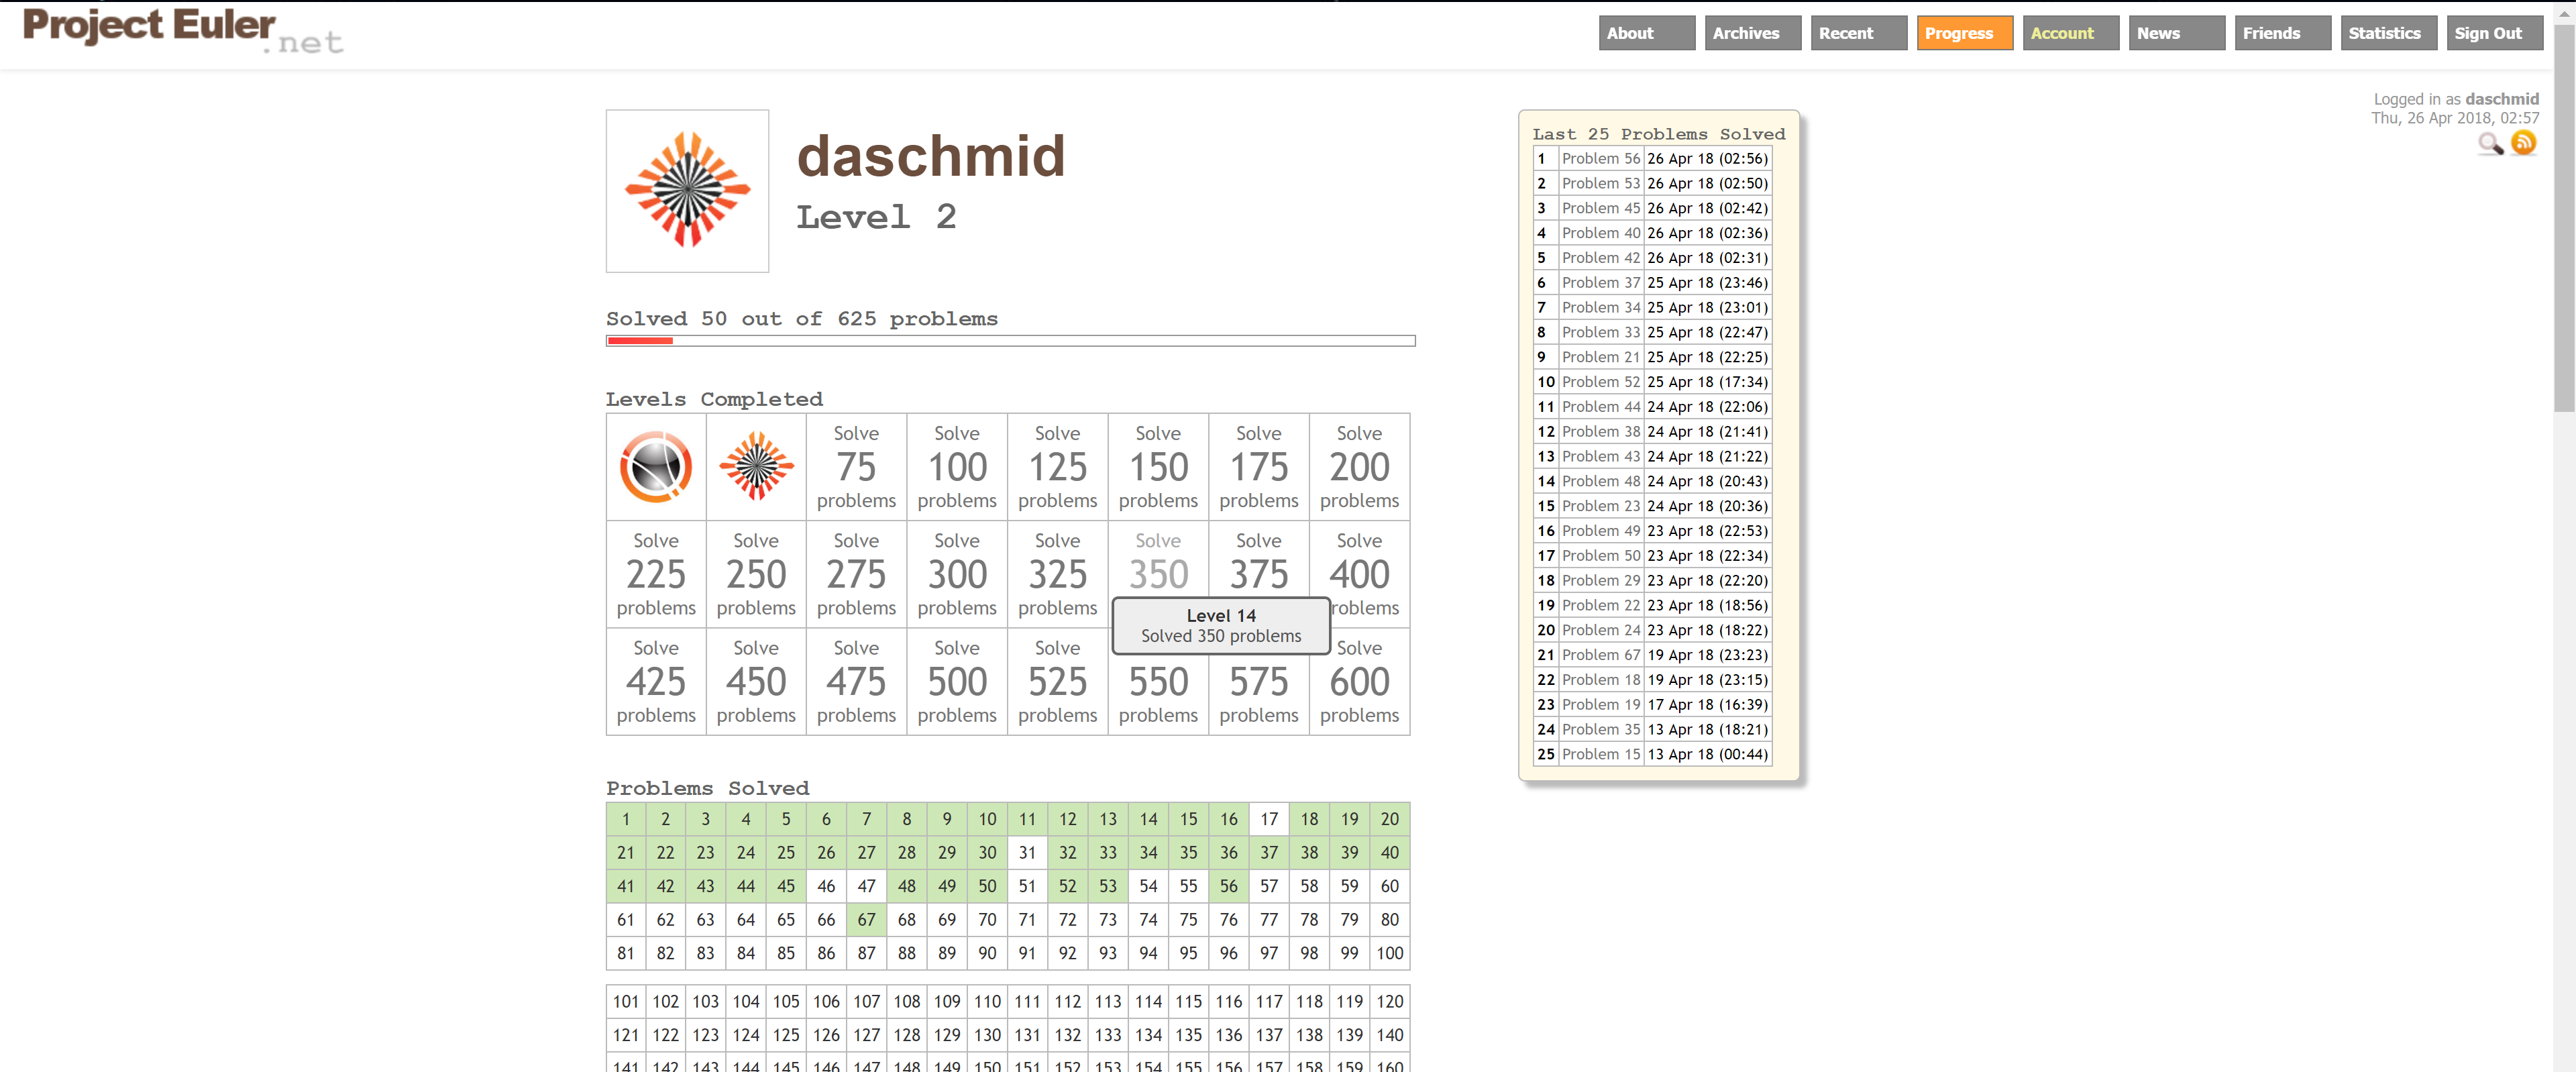 Project Euler
.net
About Archives Recent Progress Account News Friends Statistics Sign Out
Logged in as daschmid
Thu, 26 Apr 2018, 02:57
daschmid
Level 2
Solved 50 out of 625 problems
Levels Completed
Solve Solve Solve Solve Solve Solve
75 100 125 150 175 200
problems problems problems problems problems problems
Solve Solve Solve Solve Solve Solve Solve Solve
225 250 275 300 325 350 375 400
problems problems problems problems problems roblems
Level 14
Solved 350 problems
Solve Solve Solve Solve Solve Solve
425 450 475 500 525 550 575 600
problems problems problems problems problems problems problems problems
Problems Solved
1 2 3 4 5 6 7 8 9 10 11 12 13 14 15 16 17 18 19 20
21 22 23 24 25 26 27 28 29 30 31 32 33 34 35 36 37 38 39 40
41 42 43 44 45 46 47 48 49 50 51 52 53 54 55 56 57 58 59 60
61 62 63 64 65 66 67 68 69 70 71 72 73 74 75 76 77 78 79 80
81 82 83 84 85 86 87 88 89 90 91 92 93 94 95 96 97 98 99 100
101 102 103 104 105 106 107 108 109 110 111 112 113 114 115 116 117 118 119 120
121 122 123 124 125 126 127 128 129 130 131 132 133 134 135 136 137 138 139 140
141 142 143 144 145 146 147 148 149 150 151 152 153 154 155 156 157 158 159 160
Last 25 Problems Solved
1 Problem 56 26 Apr 18 (02:56)
2 Problem 53 26 Apr 18 (02:50)
3 Problem 45 26 Apr 18 (02:42)
4 Problem 40 26 Apr 18 (02:36)
5 Problem 42 26 Apr 18 (02:31)
6 Problem 37 25 Apr 18 (23:46)
7 Problem 34 25 Apr 18 (23:01)
8 Problem 33 25 Apr 18 (22:47)
9 Problem 21 25 Apr 18 (22:25)
10 Problem 52 25 Apr 18 (17:34)
11 Problem 44 24 Apr 18 (22:06)
12 Problem 38 24 Apr 18 (21:41)
13 Problem 43 24 Apr 18 (21:22)
14 Problem 48 24 Apr 18 (20:43)
15 Problem 23 24 Apr 18 (20:36)
16 Problem 49 23 Apr 18 (22:53)
17 Problem 50 23 Apr 18 (22:34)
18 Problem 29 23 Apr 18 (22:20)
19 Problem 22 23 Apr 18 (18:56)
20 Problem 24 23 Apr 18 (18:22)
21 Problem 67 19 Apr 18 (23:23)
22 Problem 18 19 Apr 18 (23:15)
23 Problem 19 17 Apr 18 (16:39)
24 Problem 35 13 Apr 18 (18:21)
25 Problem 15 13 Apr 18 (00:44)